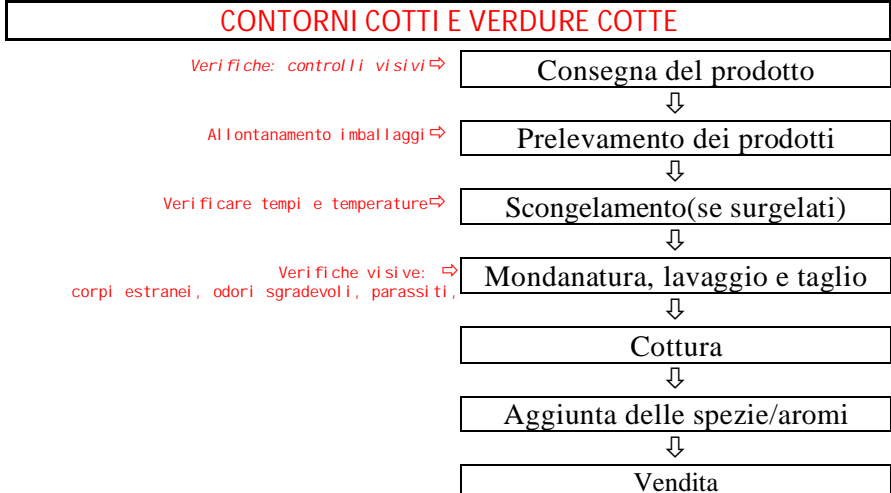 CONTORNI COTTI E VERDURE COTTE
Verifiche: controlli visivi⇨
Consegna del prodotto
⇩
Allontanamento imballaggi⇨
Prelevamento dei prodotti
⇩
Verificare tempi e temperature⇨
Scongelamento(se surgelati)
⇩
Verifiche visive: ⇨
corpi estranei, odori sgradevoli, parassiti,
Mondanatura, lavaggio e taglio
⇩
Cottura
⇩
Aggiunta delle spezie/aromi
⇩
Vendita